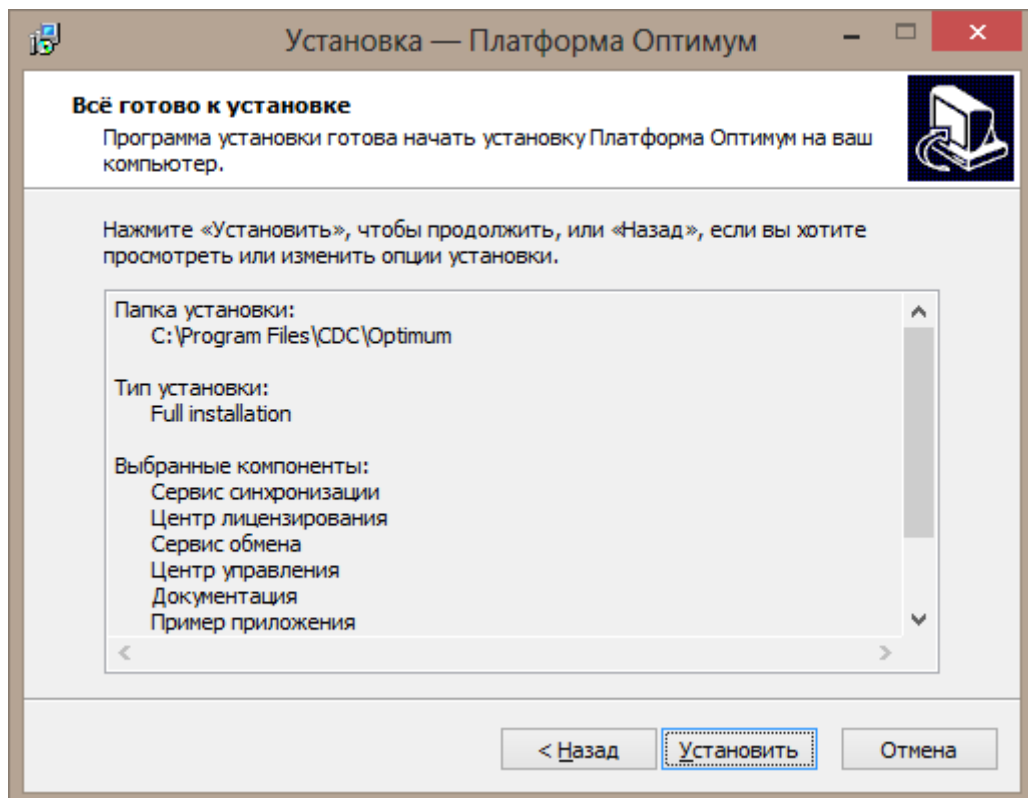 Установка — Платформа Оптимум
Всё готово к установке
Программа установки готова начать установку Платформа Оптимум на ваш
компьютер.
Нажмите «Установить», чтобы продолжить, или «Назад», если вы хотите
просмотреть или изменить опции установки.
Папка установки:
C:\Program Files\CDC\Optimum
Тип установки:
Full installation
Выбранные компоненты:
Сервис синхронизации
Центр лицензирования
Сервис обмена
Центр управления
Документация
Пример приложения
< Назад
Установить
Отмена